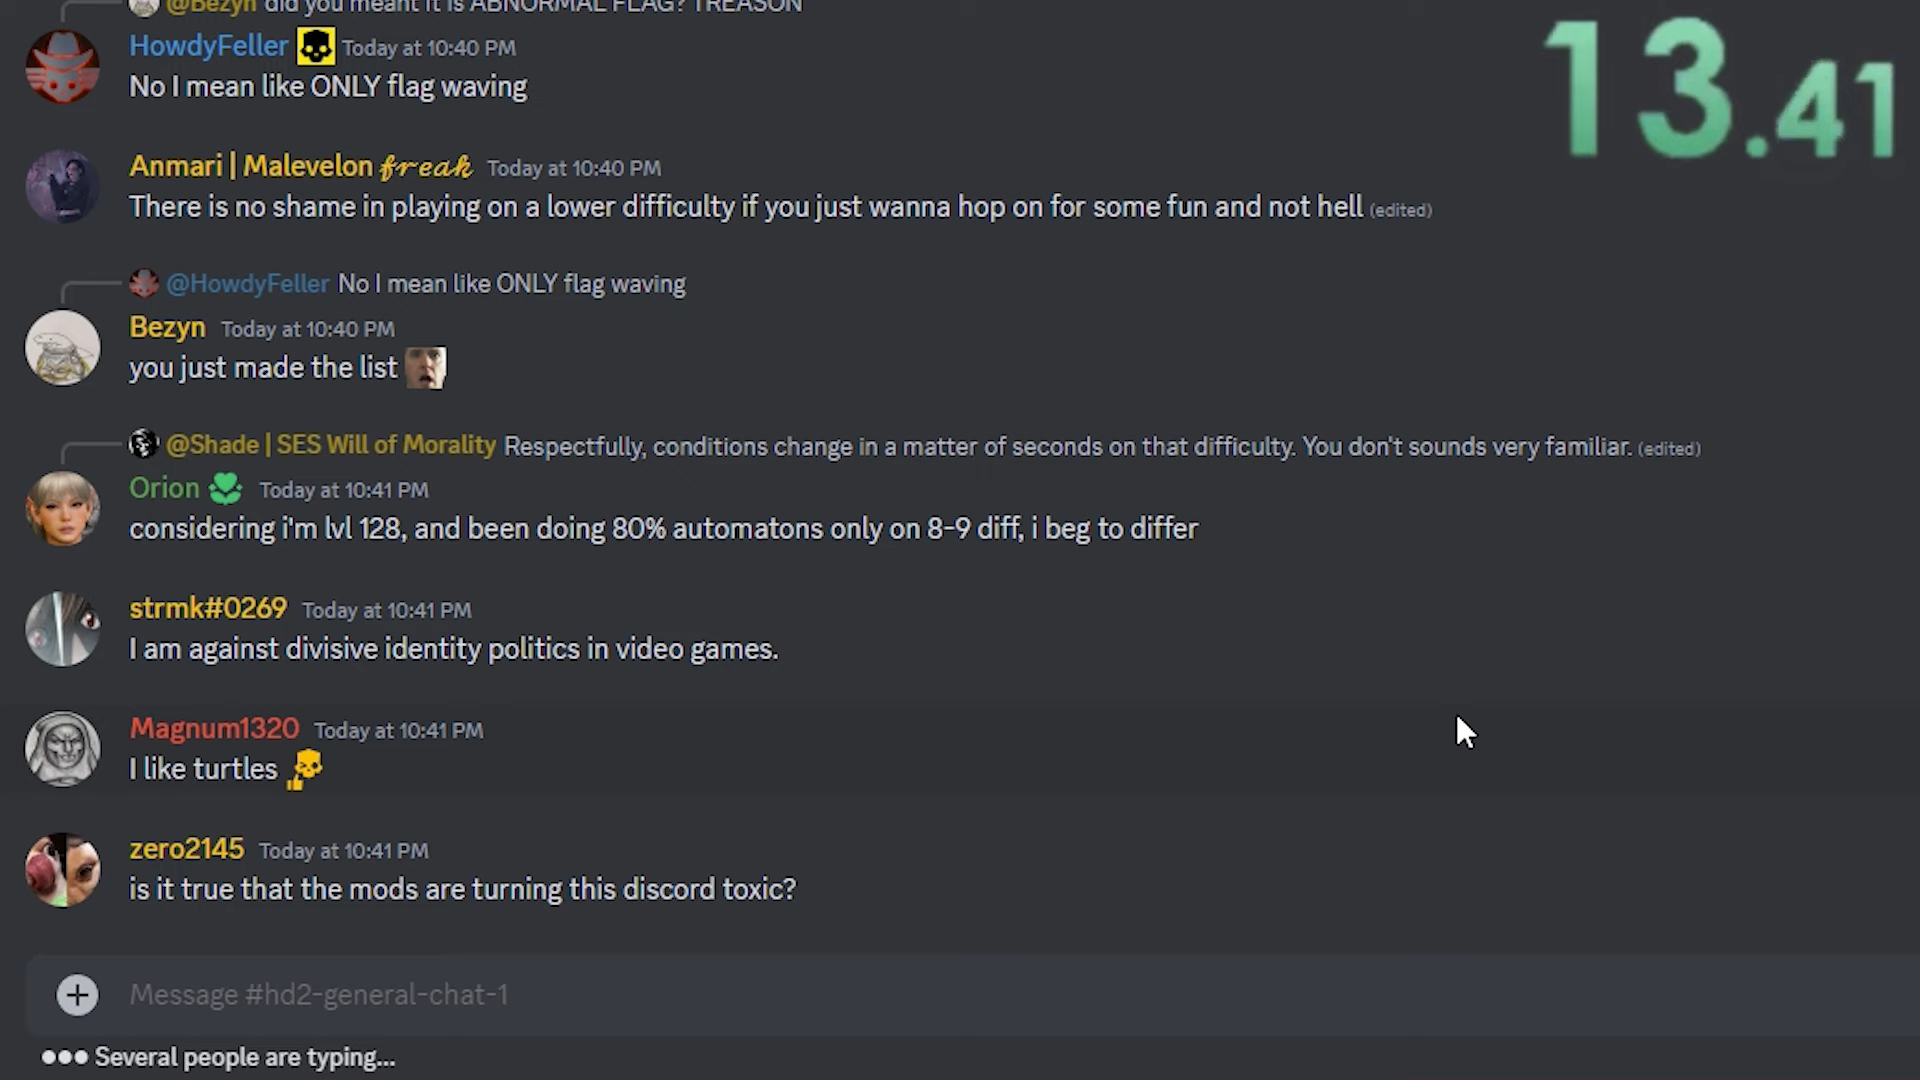 @Bezyn did you meant it is ABNORMAL FLAG? TREASON
HowdyFeller Today at 10:40 PM
No I mean like ONLY flag waving
13.41
Anmari | Malevelon 𝓯𝓻𝓮𝓪𝓴 Today at 10:40 PM
There is no shame in playing on a lower difficulty if you just wanna hop on for some fun and not hell (edited)
@HowdyFeller No I mean like ONLY flag waving
Bezyn Today at 10:40 PM
you just made the list
@Shade | SES Will of Morality Respectfully, conditions change in a matter of seconds on that difficulty. You don't sounds very familiar. (edited)
Orion Today at 10:41 PM
considering i'm lvl 128, and been doing 80% automatons only on 8-9 diff, i beg to differ
strmk#0269 Today at 10:41 PM
I am against divisive identity politics in video games.
Magnum1320 Today at 10:41 PM
I like turtles
zero2145 Today at 10:41 PM
is it true that the mods are turning this discord toxic?
Message #hd2-general-chat-1
Several people are typing...